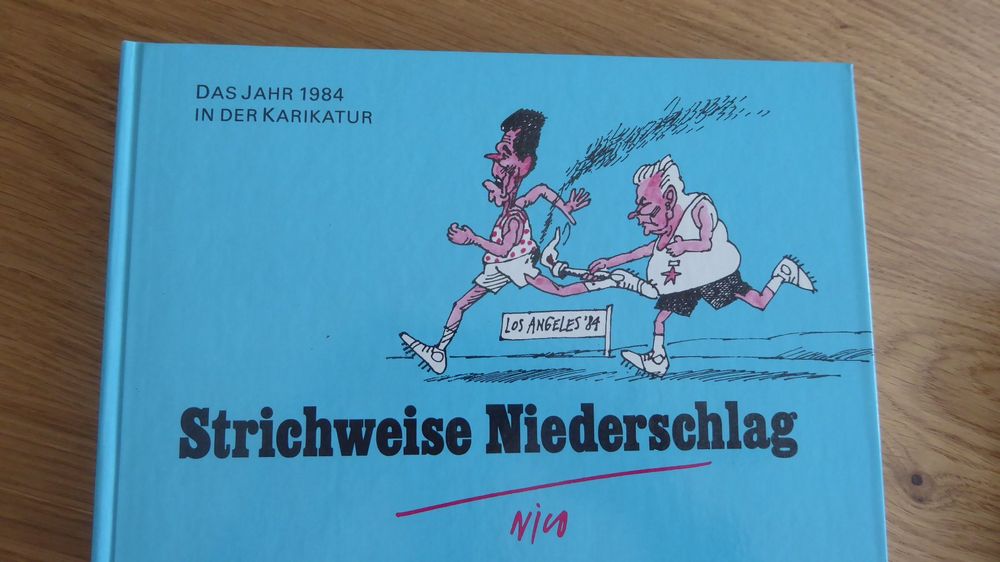 DAS JAHR 1984
IN DER KARIKATUR
LOS ANGELES '84
Strichweise Niederschlag
NICO